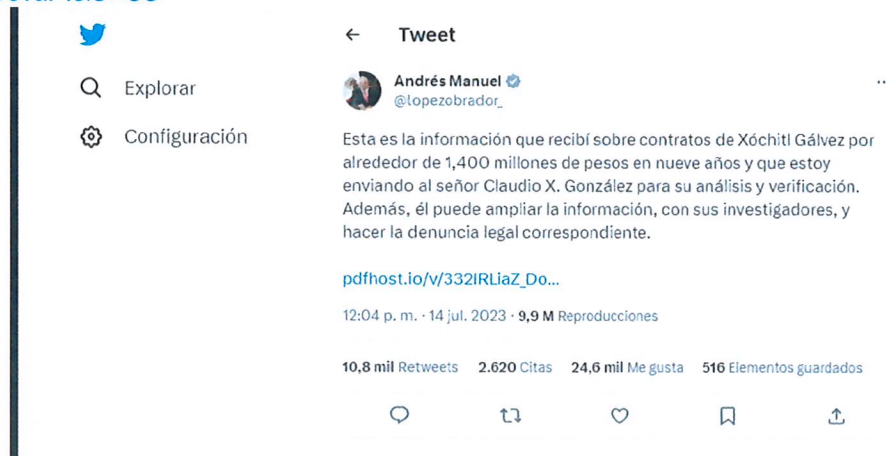 Tweet
Explorar
Configuración
Andrés Manuel
@lopezobrador_
Esta es la información que recibí sobre contratos de Xóchitl Gálvez por
alrededor de 1,400 millones de pesos en nueve años y que estoy
enviando al señor Claudio X. González para su análisis y verificación.
Además, él puede ampliar la información, con sus investigadores, y
hacer la denuncia legal correspondiente.
pdfhost.io/v/332IRLiaZ_Do...
12:04 p. m. · 14 jul. 2023 · 9,9 M Reproducciones
10,8 mil Retweets 2.620 Citas 24,6 mil Me gusta 516 Elementos guardados